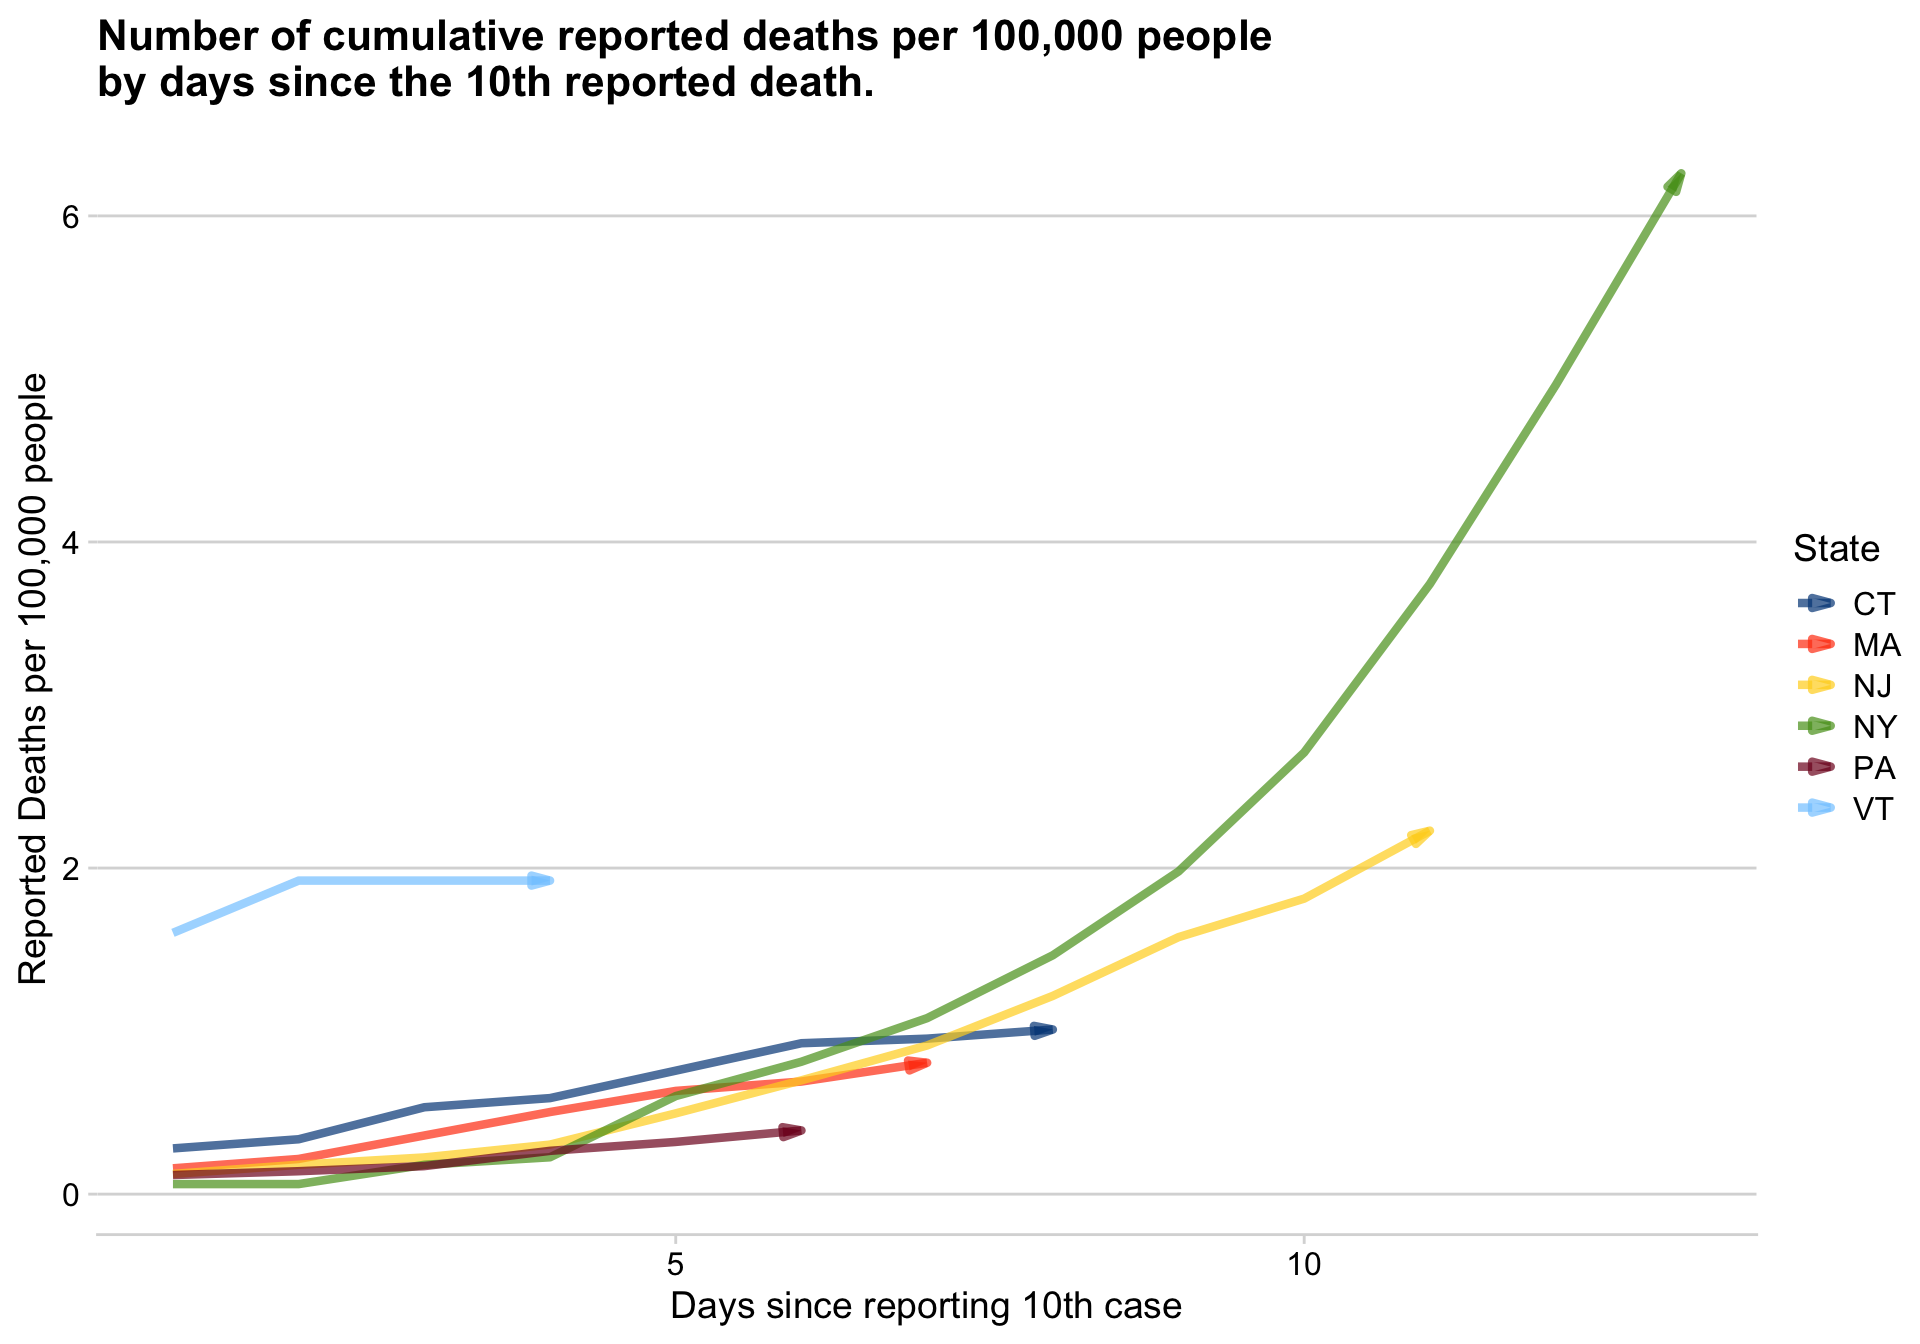 Number of cumulative reported deaths per 100,000 people
by days since the 10th reported death.
Reported Deaths per 100,000 people
6
4
2
0
5
10
Days since reporting 10th case
State
CT
MA
NJ
NY
PA
VT